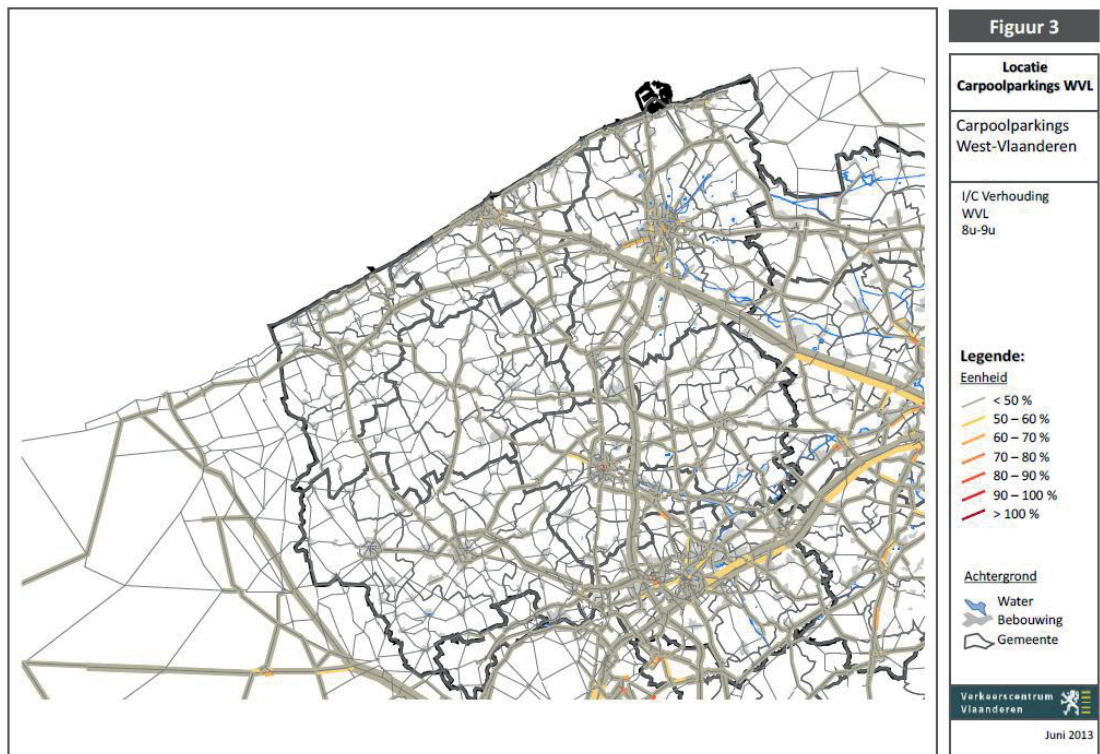 Figuur 3
Locatie
Carpoolparkings WVL
Carpoolparkings
West-Vlaanderen
I/C Verhouding
WVL
8u-9u
Legende:
Eenheid
< 50 %
50 – 60 %
60 – 70 %
70 – 80 %
80 – 90 %
90 – 100 %
> 100 %
Achtergrond
Water
Bebouwing
Gemeente
Verkeerscentrum
Vlaanderen
Juni 2013